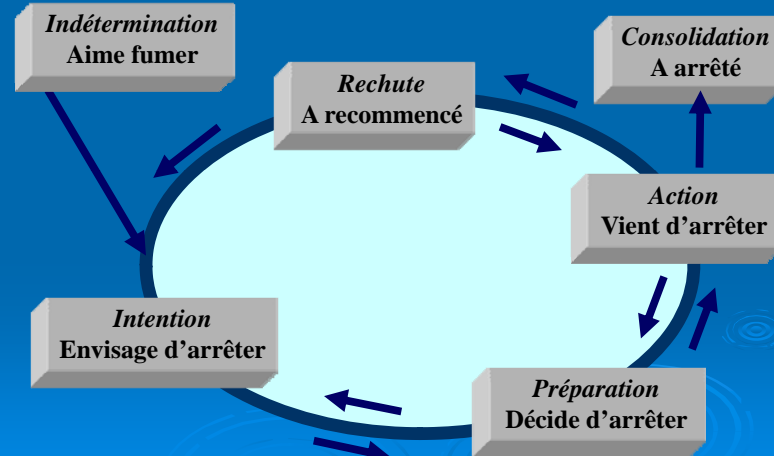 Indétermination
Aime fumer
Consolidation
A arrêté
Rechute
A recommencé
Action
Vient d'arrêter
Intention
Envisage d'arrêter
Préparation
Décide d'arrêter